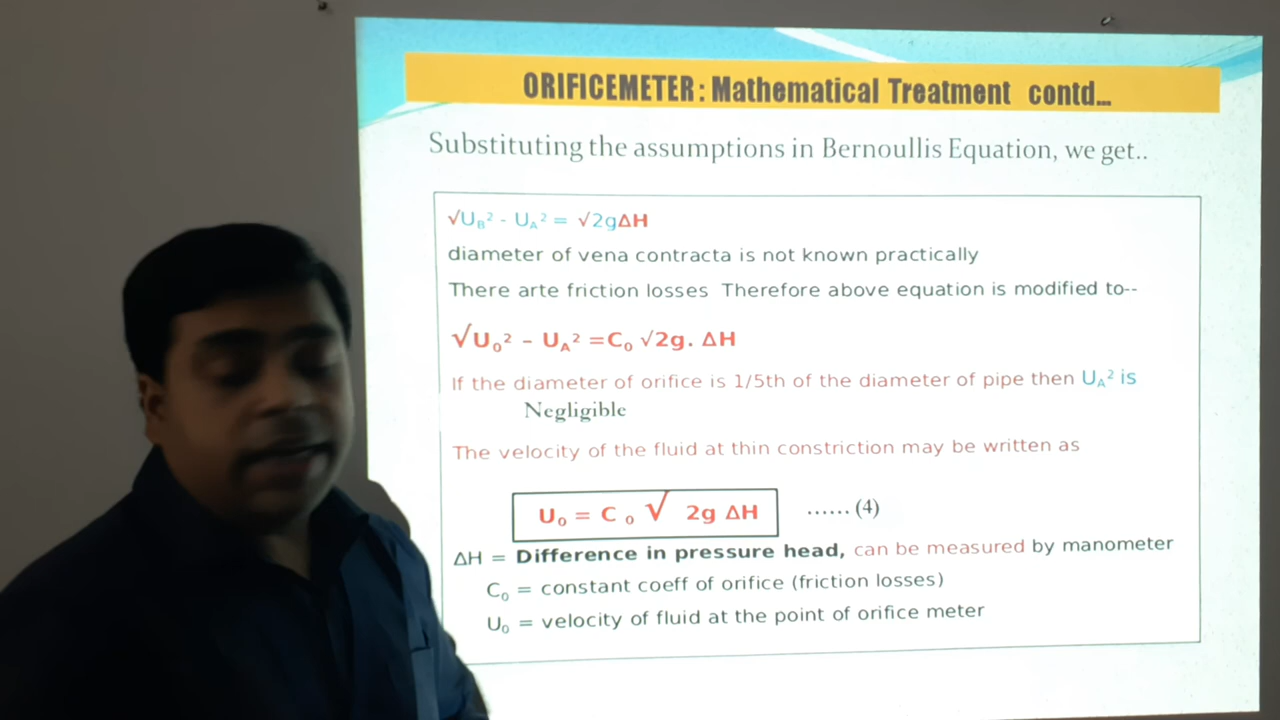 ORIFICEMETER : Mathematical Treatment contd...
Substituting the assumptions in Bernoullis Equation, we get..
√U_B² - U_A² = √2gΔH
diameter of vena contracta is not known practically
There arte friction losses Therefore above equation is modified to--
√U₀² – U_A² =C₀ √2g. ΔH
If the diameter of orifice is 1/5th of the diameter of pipe then U_A² is
Negligible
The velocity of the fluid at thin constriction may be written as
U₀ = C ₀ √ 2g ΔH ......(4)
ΔH = Difference in pressure head, can be measured by manometer
C₀ = constant coeff of orifice (friction losses)
U₀ = velocity of fluid at the point of orifice meter